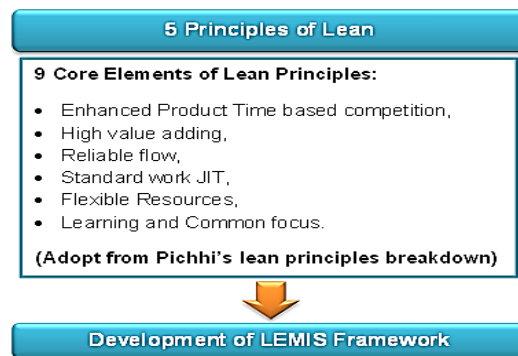 5 Principles of Lean
9 Core Elements of Lean Principles:
• Enhanced Product Time based competition,
• High value adding,
• Reliable flow,
• Standard work JIT,
• Flexible Resources,
• Learning and Common focus.
(Adopt from Pichhi's lean principles breakdown)
Development of LEMIS Framework